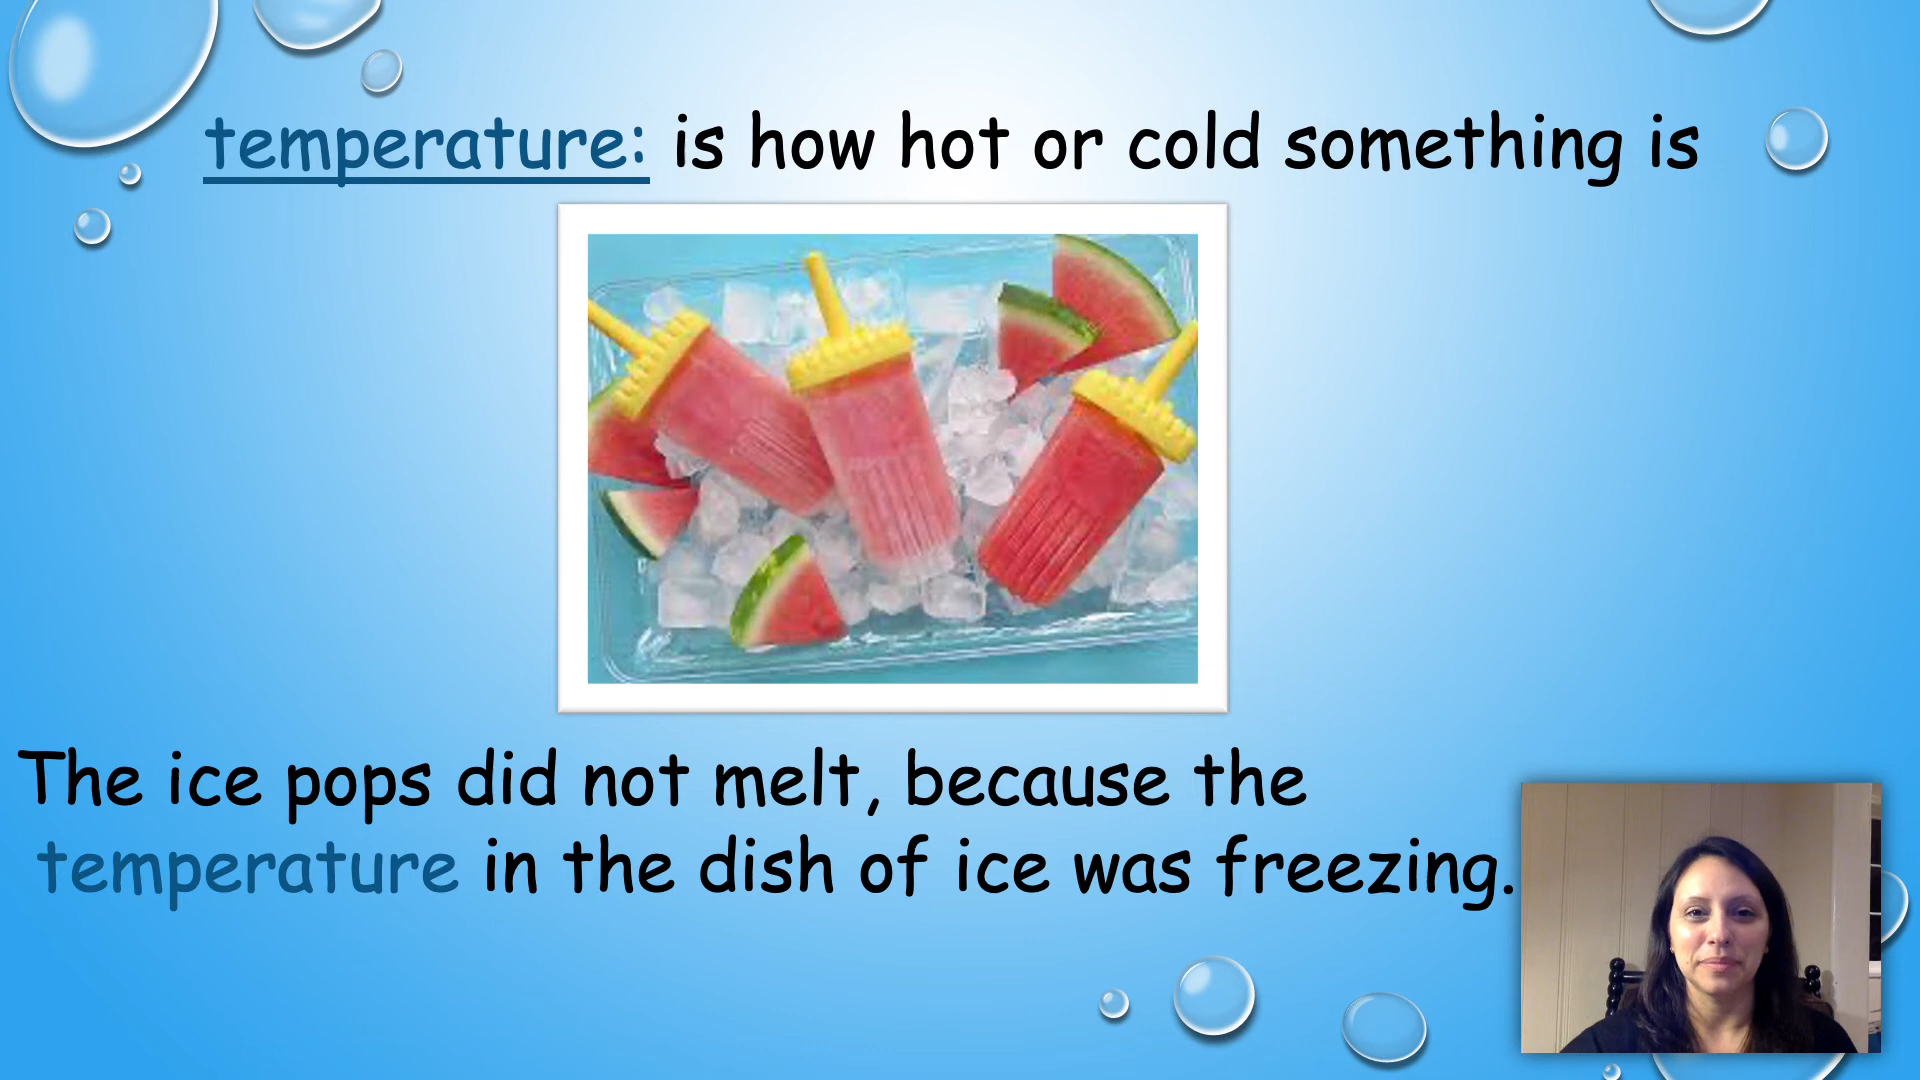 temperature: is how hot or cold something is
The ice pops did not melt, because the
temperature in the dish of ice was freezing.